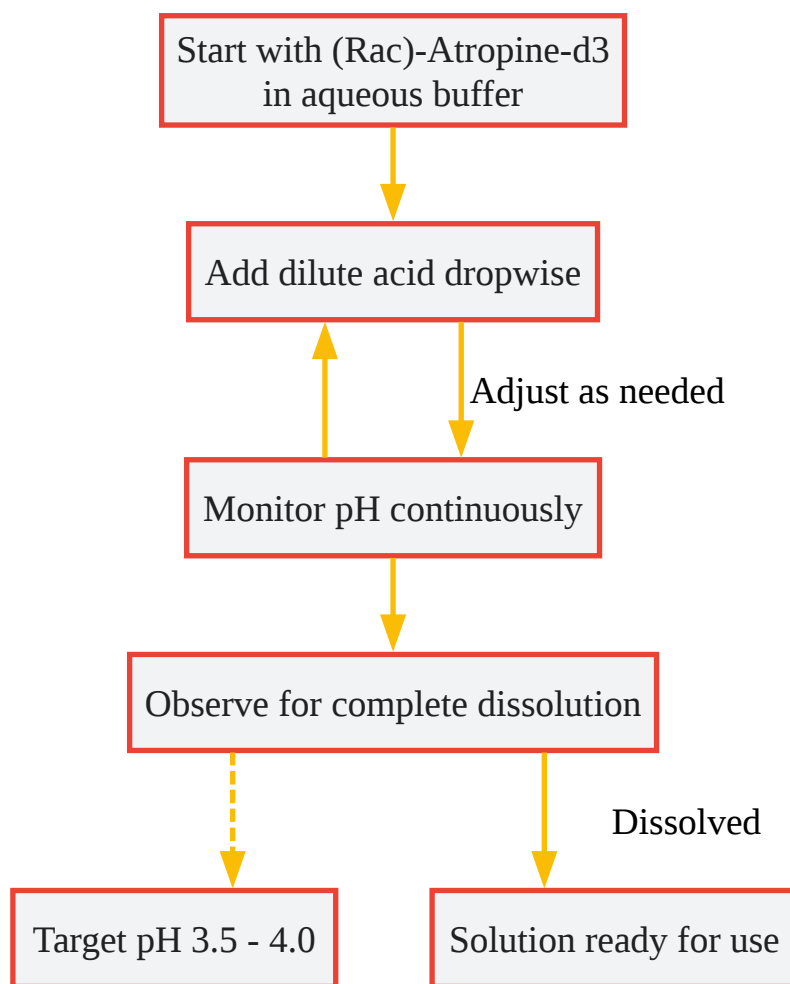 Start with (Rac)-Atropine-d3
in aqueous buffer
Add dilute acid dropwise
Adjust as needed
Monitor pH continuously
Observe for complete dissolution
Dissolved
Target pH 3.5 - 4.0
Solution ready for use